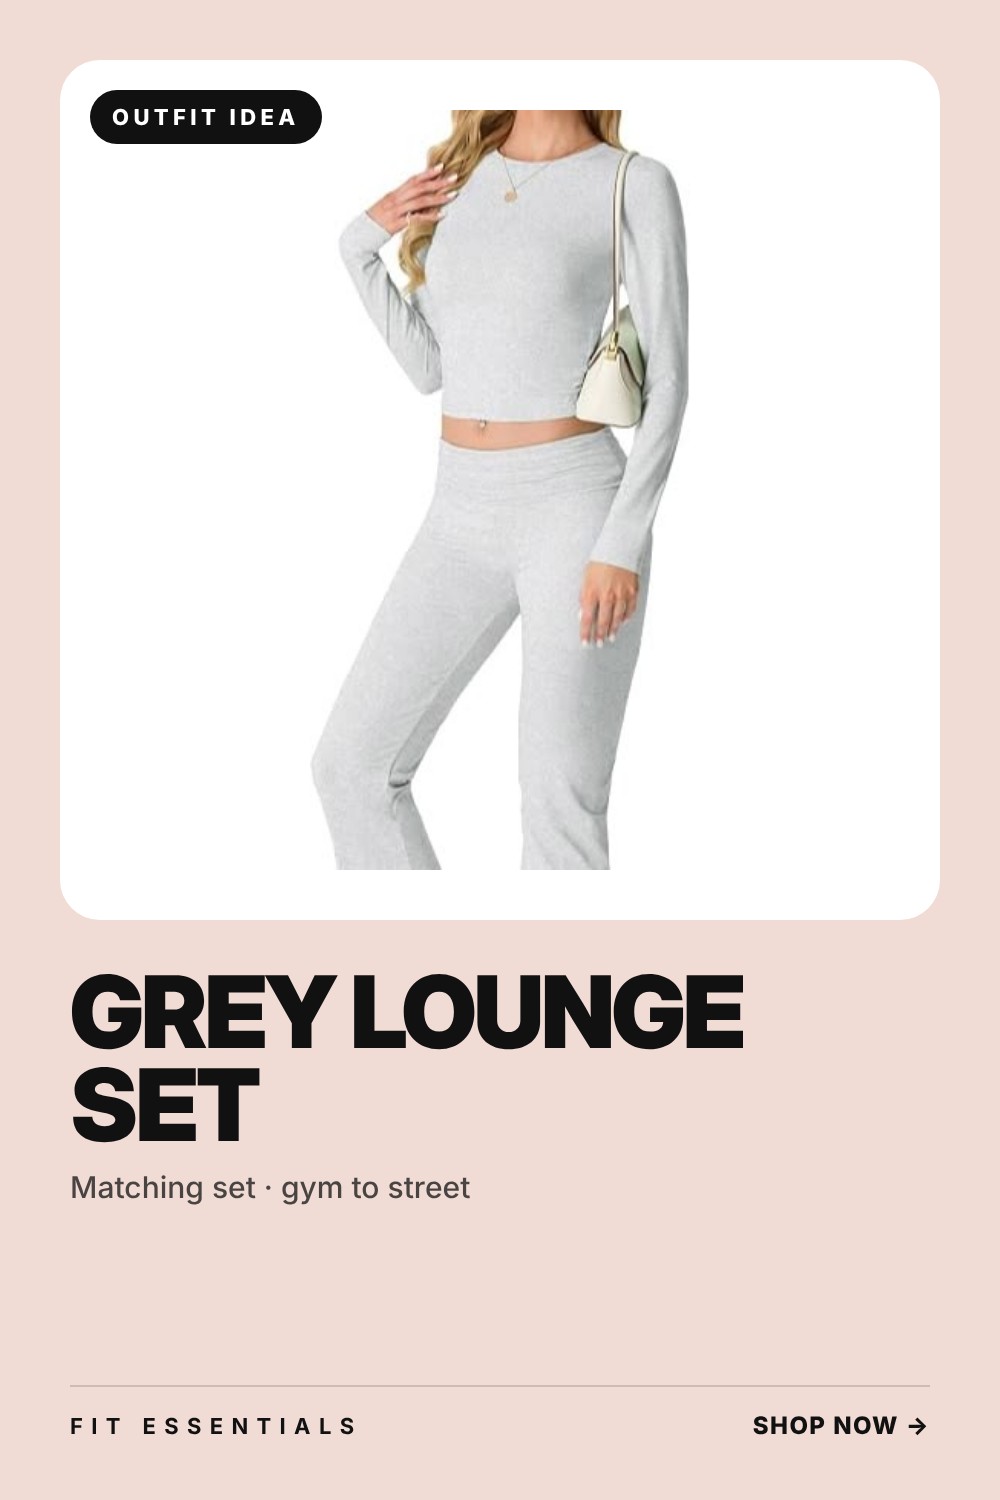 OUTFIT IDEA
GREY LOUNGE
SET
Matching set · gym to street
FIT ESSENTIALS
SHOP NOW →